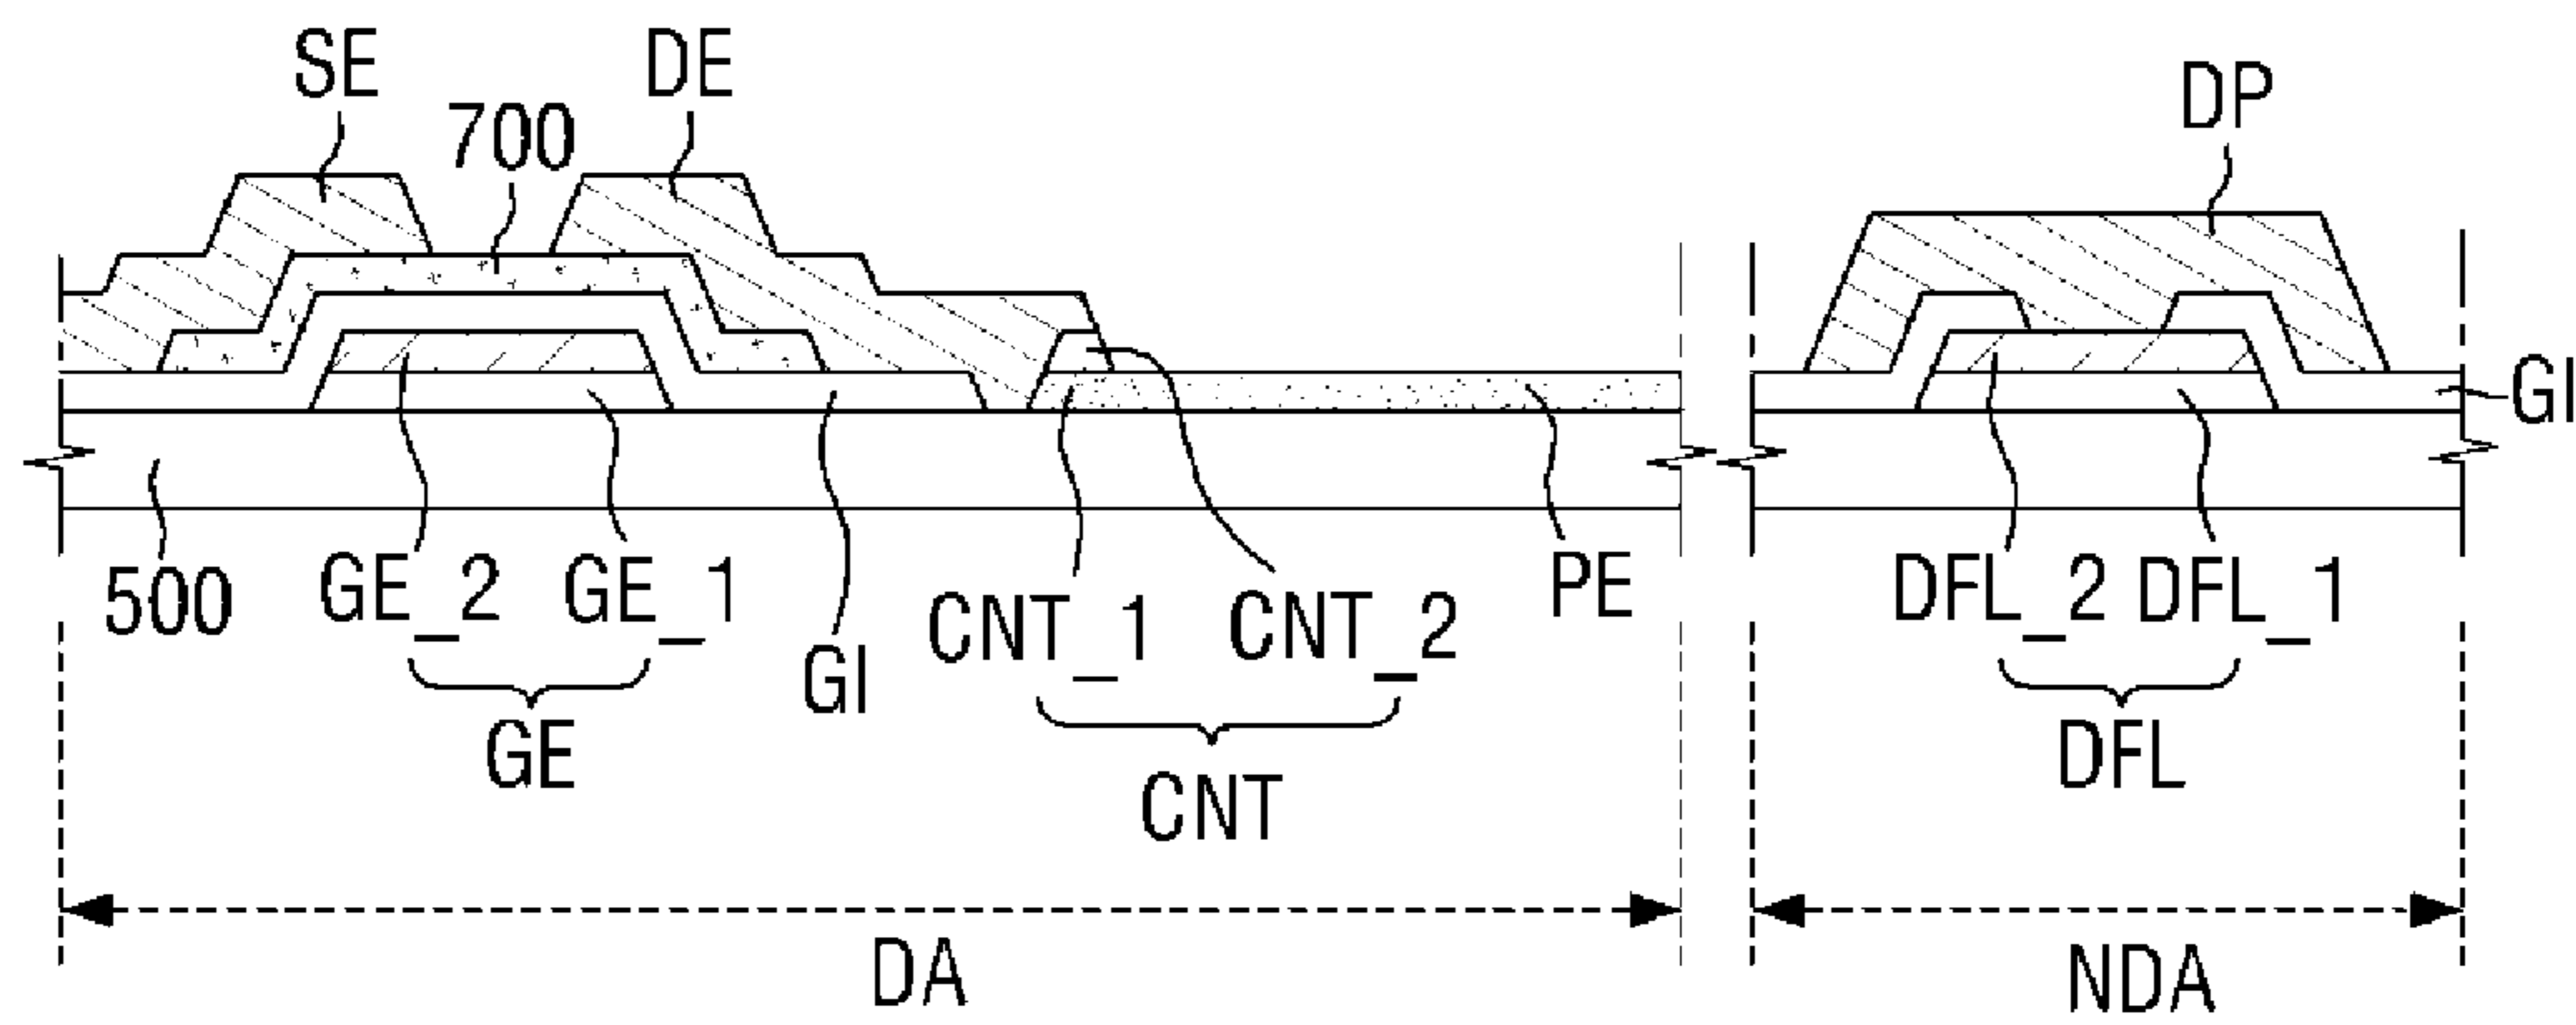 SE DE DP
700
GI
500 GE_2 GE_1 GI CNT_1 CNT_2 PE DFL_2 DFL_1
GE CNT DFL
DA NDA